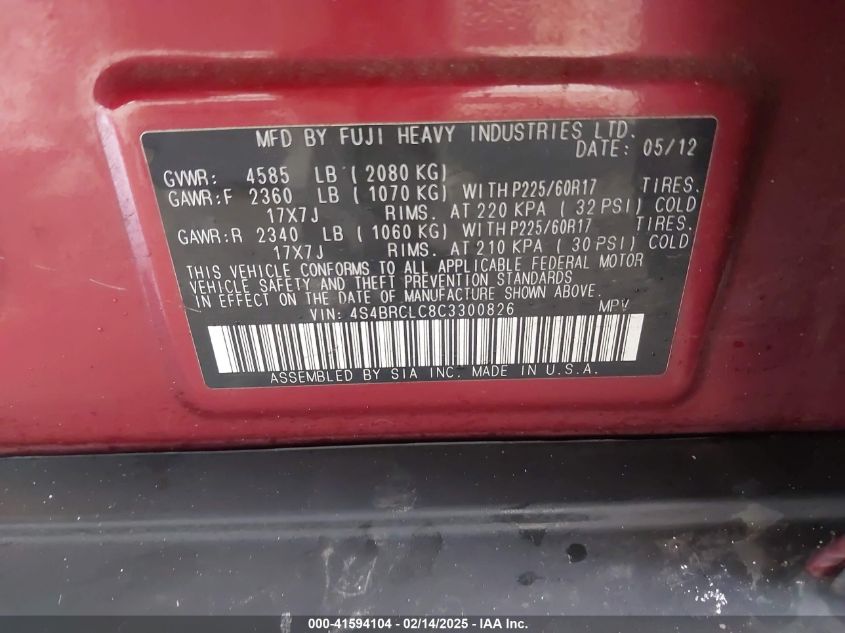 MFD BY FUJI HEAVY INDUSTRIES LTD.
DATE: 05/12
GVWR: 4585 LB ( 2080 KG)
GAWR:F 2360 LB ( 1070 KG) WITH P225/60R17 TIRES.
17X7J RIMS. AT 220 KPA ( 32 PSI) COLD
GAWR:R 2340 LB ( 1060 KG) WITH P225/60R17 TIRES.
17X7J RIMS. AT 210 KPA ( 30 PSI) COLD
THIS VEHICLE CONFORMS TO ALL APPLICABLE FEDERAL MOTOR
VEHICLE SAFETY AND THEFT PREVENTION STANDARDS
IN EFFECT ON THE DATE OF MANUFACTURE SHOWN ABOVE.
VIN: 4S4BRCLC8C3300826 MPV
ASSEMBLED BY SIA INC. MADE IN U.S.A.
000-41594104 - 02/14/2025 - IAA Inc.